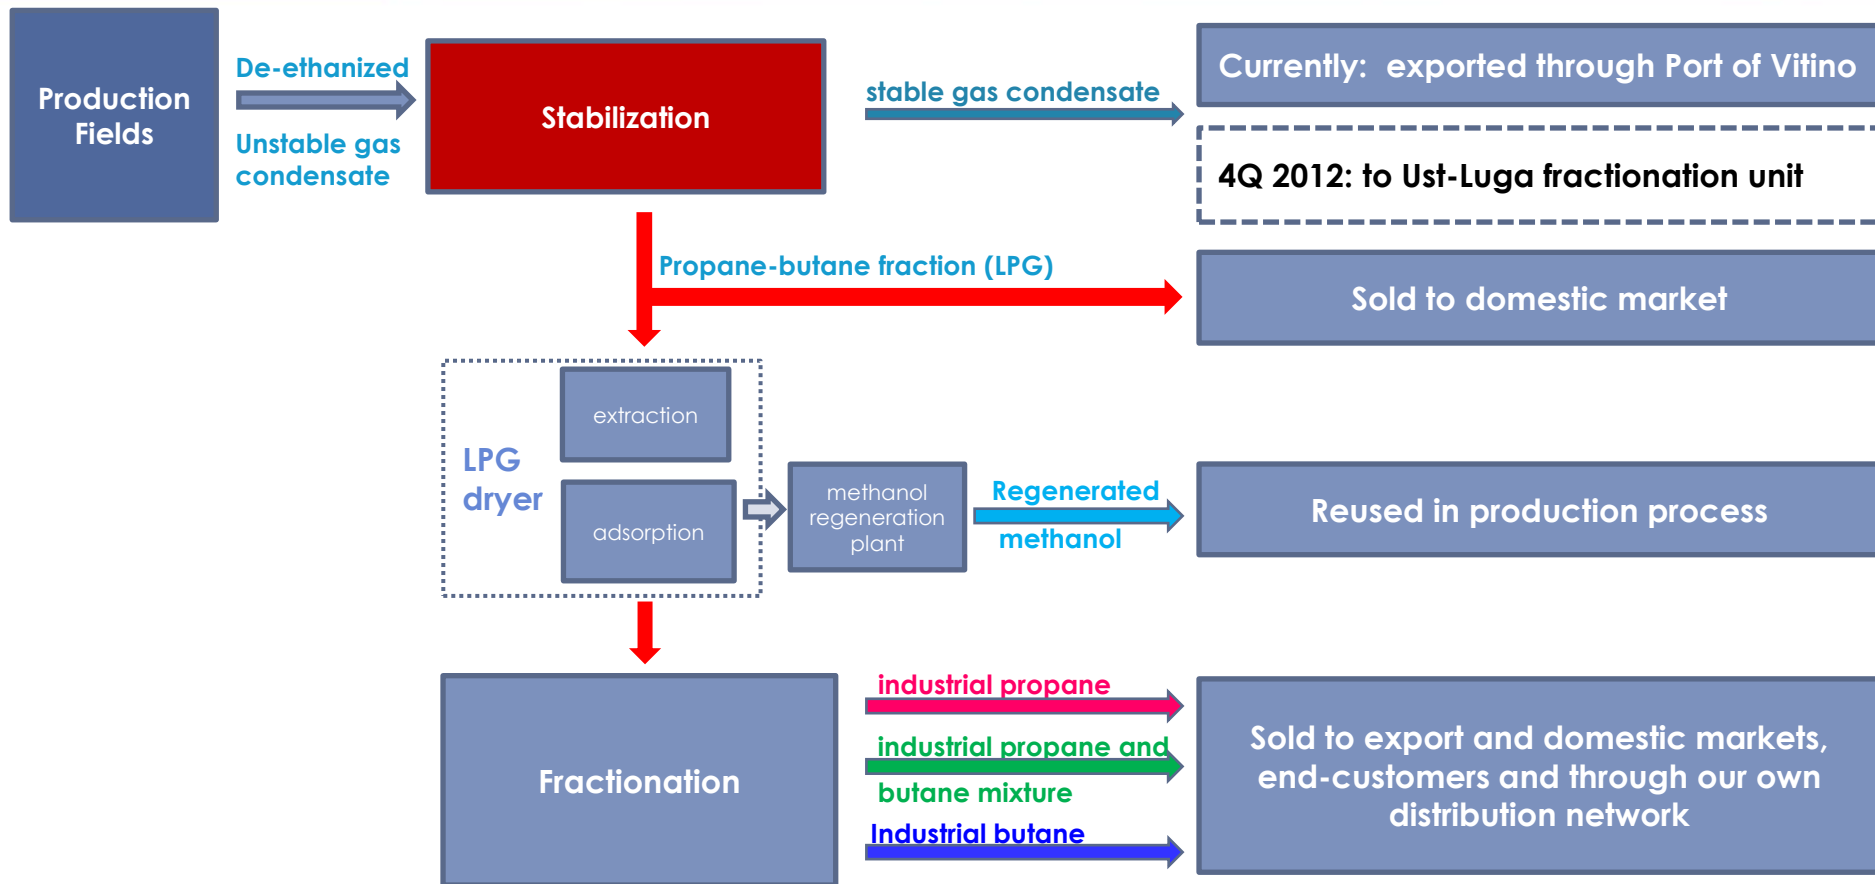 Production
Fields
De-ethanized
Unstable gas
condensate
Stabilization
stable gas condensate
Currently:  exported through Port of Vitino
4Q 2012: to Ust-Luga fractionation unit
Propane-butane fraction (LPG)
Sold to domestic market
LPG
dryer
extraction
adsorption
methanol
regeneration
plant
Regenerated
methanol
Reused in production process
Fractionation
industrial propane
industrial propane and
butane mixture
Industrial butane
Sold to export and domestic markets,
end-customers and through our own
distribution network